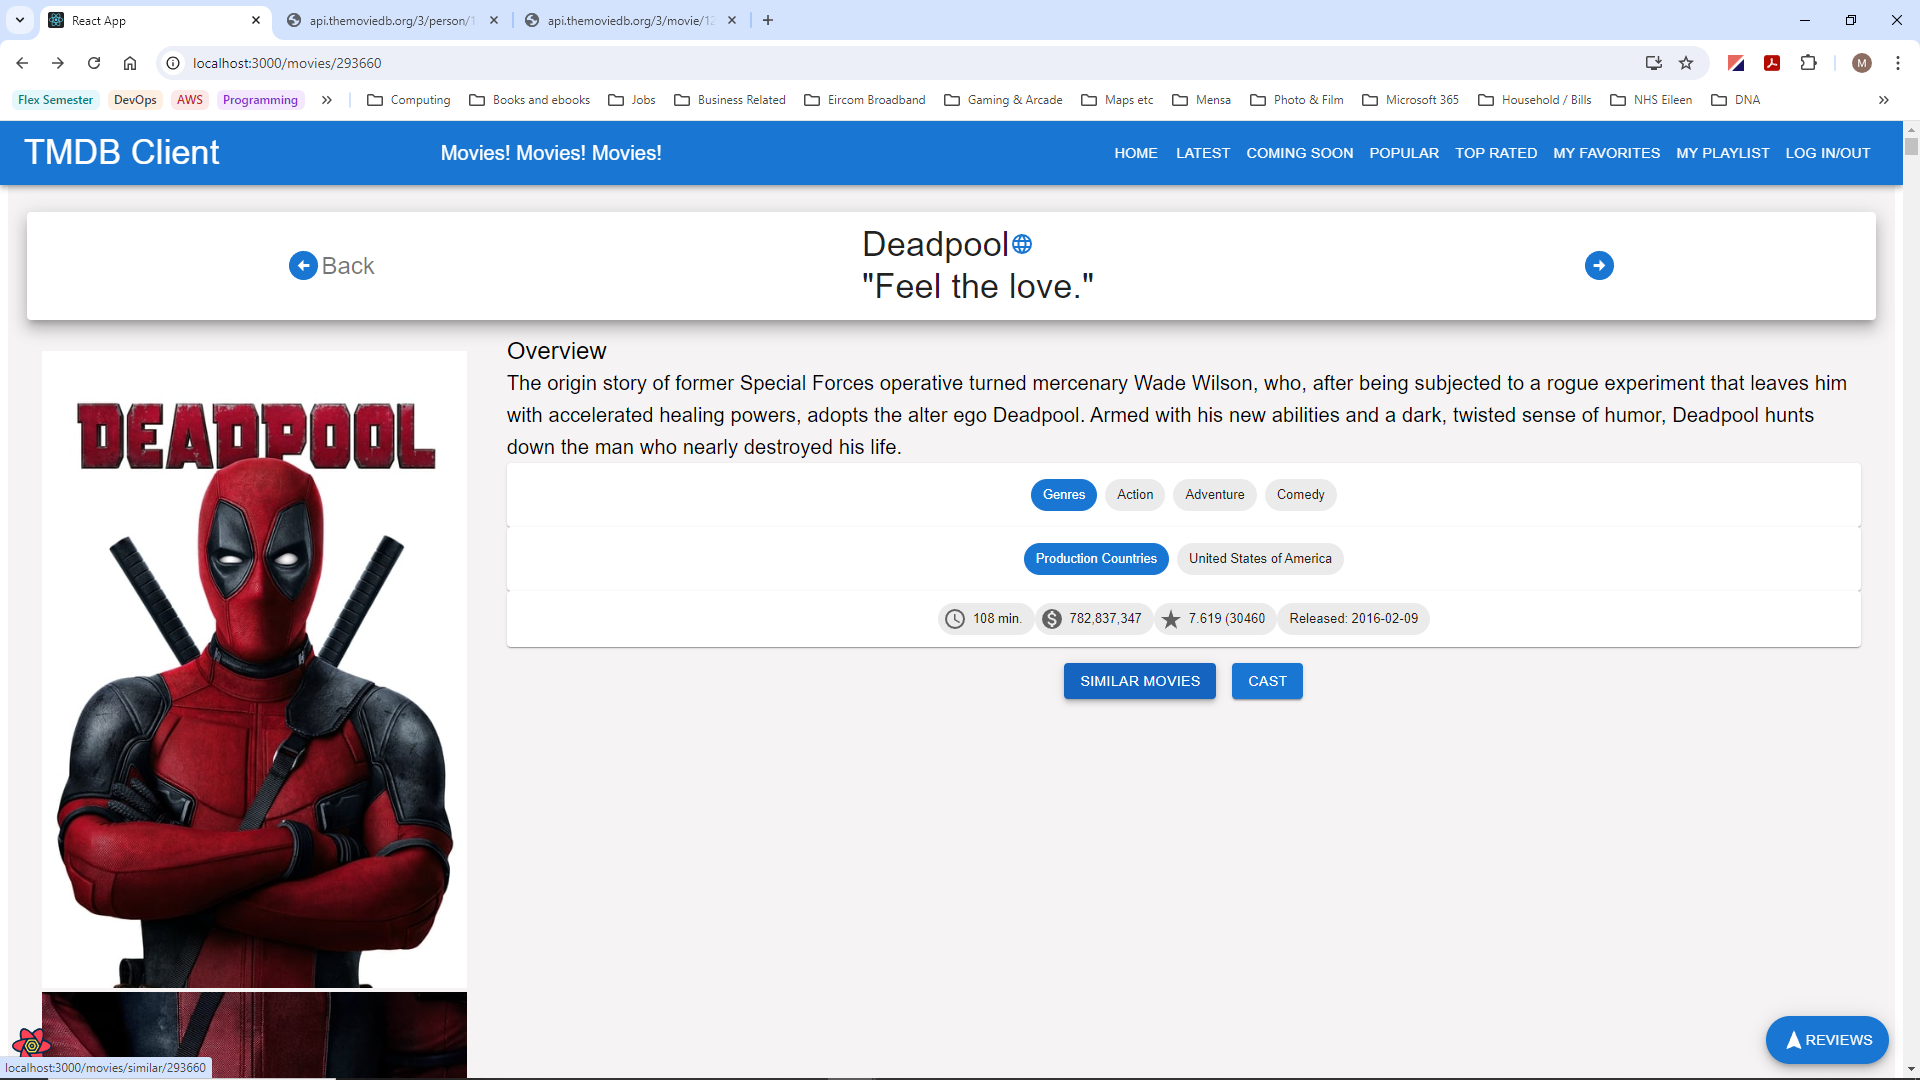 React App
api.themoviedb.org/3/person/1
api.themoviedb.org/3/movie/12
localhost:3000/movies/293660
M
Flex Semester DevOps AWS Programming Computing Books and ebooks Jobs Business Related Eircom Broadband Gaming & Arcade Maps etc Mensa Photo & Film Microsoft 365 Household / Bills NHS Eileen DNA
TMDB Client Movies! Movies! Movies! HOME LATEST COMING SOON POPULAR TOP RATED MY FAVORITES MY PLAYLIST LOG IN/OUT
Back
Deadpool
"Feel the love."
DEADPOOL
Overview
The origin story of former Special Forces operative turned mercenary Wade Wilson, who, after being subjected to a rogue experiment that leaves him
with accelerated healing powers, adopts the alter ego Deadpool. Armed with his new abilities and a dark, twisted sense of humor, Deadpool hunts
down the man who nearly destroyed his life.
Genres Action Adventure Comedy
Production Countries United States of America
108 min. 782,837,347 7.619 (30460 Released: 2016-02-09
SIMILAR MOVIES CAST
REVIEWS
localhost:3000/movies/similar/293660